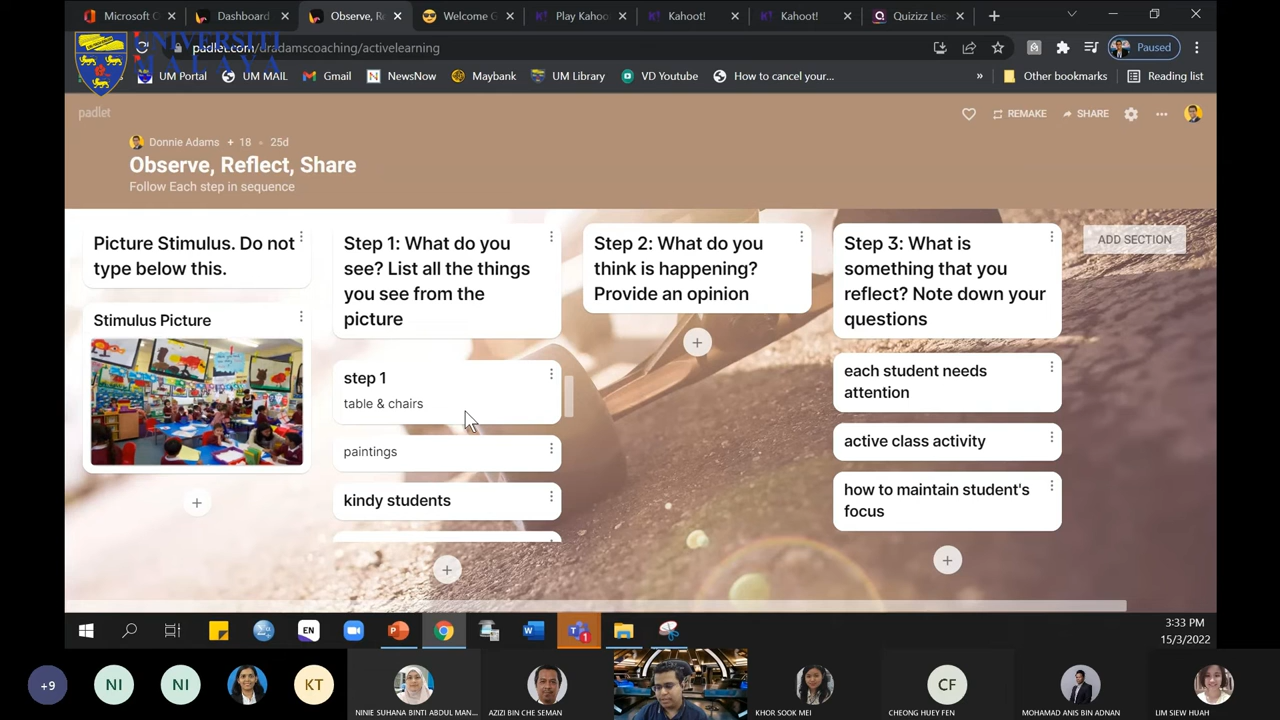 Microsoft O
Dashboard
Observe, Re
Welcome G
Play Kahoo
Kahoot!
Kahoot!
Quizizz Les
UNIVERSITI
MALAYA
padlet.com/dradamscoaching/activelearning
Paused
UM Portal
UM MAIL
Gmail
NewsNow
Maybank
UM Library
VD Youtube
How to cancel your...
»
Other bookmarks
Reading list
padlet
REMAKE
SHARE
Donnie Adams + 18 • 25d
Observe, Reflect, Share
Follow Each step in sequence
Picture Stimulus. Do not
type below this.
Stimulus Picture
Step 1: What do you
see? List all the things
you see from the
picture
step 1
table & chairs
paintings
kindy students
Step 2: What do you
think is happening?
Provide an opinion
Step 3: What is
something that you
reflect? Note down your
questions
each student needs
attention
active class activity
how to maintain student's
focus
ADD SECTION
EN
1
3:33 PM
15/3/2022
+9
NI
NI
KT
NINIE SUHANA BINTI ABDUL MAN...
AZIZI BIN CHE SEMAN
KHOR SOOK MEI
CF
CHEONG HUEY FEN
MOHAMAD ANIS BIN ADNAN
LIM SIEW HUAH